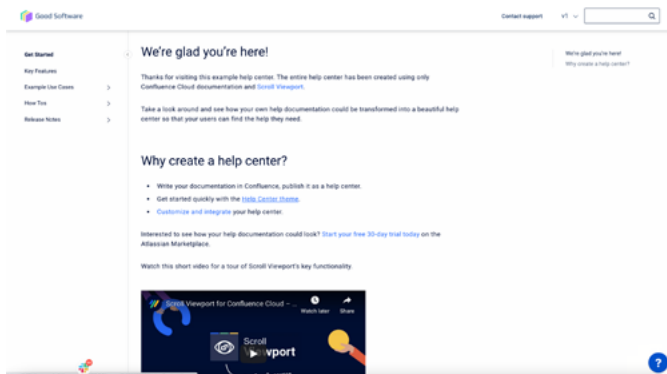 Good Software
Contact support
v1
Get Started
Key Features
Example Use Cases
How Tos
Release Notes
We're glad you're here!
Thanks for visiting this example help center. The entire help center has been created using only
Confluence Cloud documentation and Scroll Viewport.
Take a look around and see how your own help documentation could be transformed into a beautiful help
center so that your users can find the help they need.
Why create a help center?
• Write your documentation in Confluence, publish it as a help center.
• Get started quickly with the Help Center theme.
• Customize and integrate your help center.
Interested to see how your help documentation could look? Start your free 30-day trial today on the
Atlassian Marketplace.
Watch this short video for a tour of Scroll Viewport's key functionality.
Scroll Viewport for Confluence Cloud – ...
Watch later
Share
Scroll
Viewport
We're glad you're here!
Why create a help center?
?